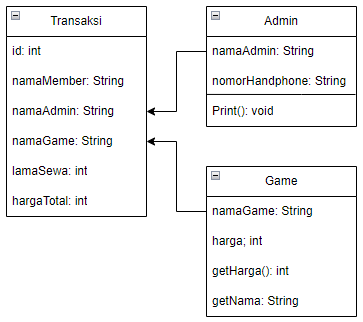 Transaksi
id: int
namaMember: String
namaAdmin: String
namaGame: String
lamaSewa: int
hargaTotal: int
Admin
namaAdmin: String
nomorHandphone: String
Print(): void
Game
namaGame: String
harga; int
getHarga(): int
getNama: String